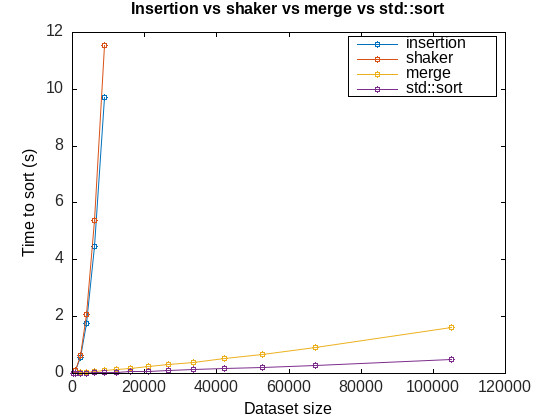 Insertion vs shaker vs merge vs std::sort
12
10
8
6
4
2
0
Time to sort (s)
insertion
shaker
merge
std::sort
0 20000 40000 60000 80000 100000 120000
Dataset size